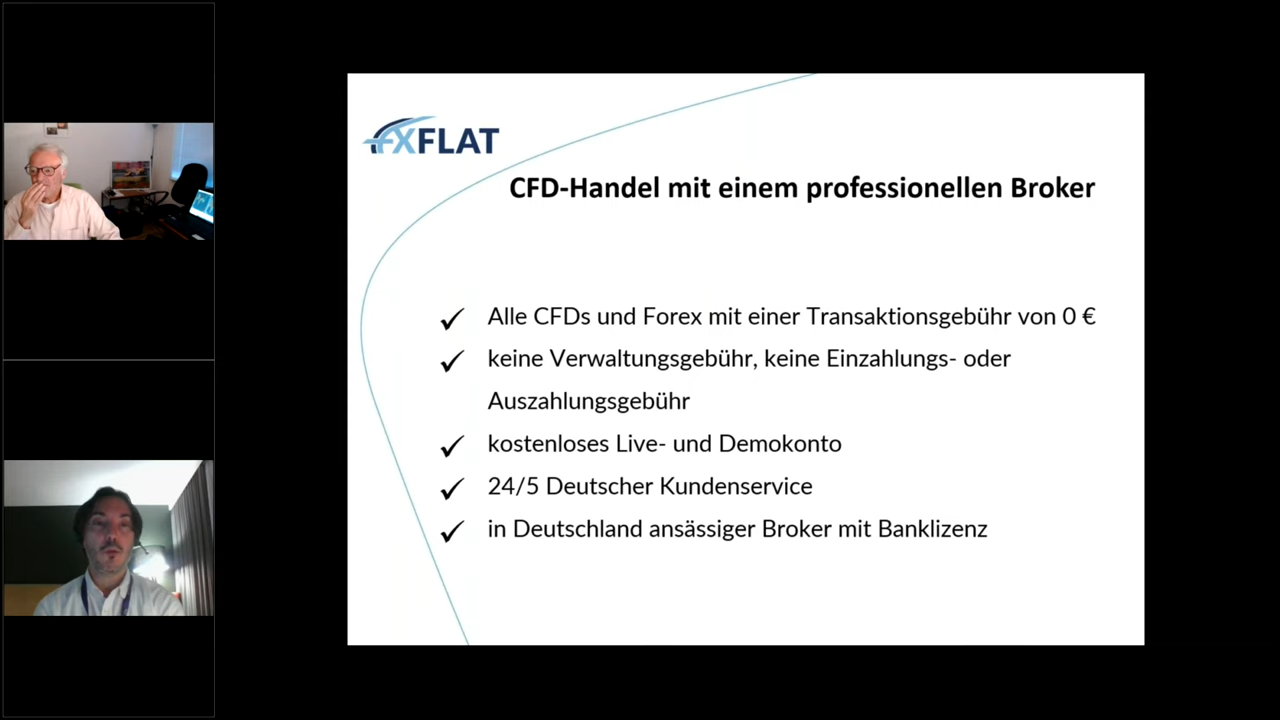 FXFLAT
CFD-Handel mit einem professionellen Broker
Alle CFDs und Forex mit einer Transaktionsgebühr von 0 €
keine Verwaltungsgebühr, keine Einzahlungs- oder
Auszahlungsgebühr
kostenloses Live- und Demokonto
24/5 Deutscher Kundenservice
in Deutschland ansässiger Broker mit Banklizenz